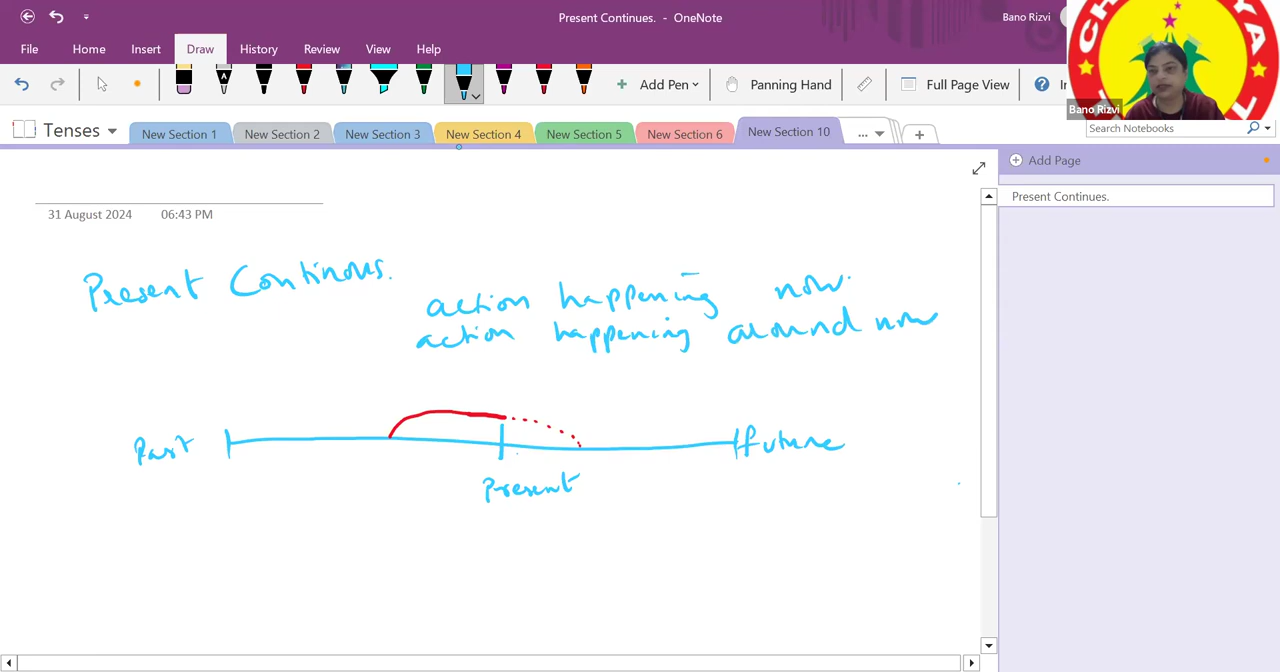 Present Continues. - OneNote
Bano Rizvi
File Home Insert Draw History Review View Help
Add Pen
Panning Hand
Full Page View
Bano Rizvi
Tenses
New Section 1
New Section 2
New Section 3
New Section 4
New Section 5
New Section 6
New Section 10
...
Search Notebooks
Add Page
Present Continues.
31 August 2024 06:43 PM
Present Continous.
action happening now.
action happening around now
Past
future
Present